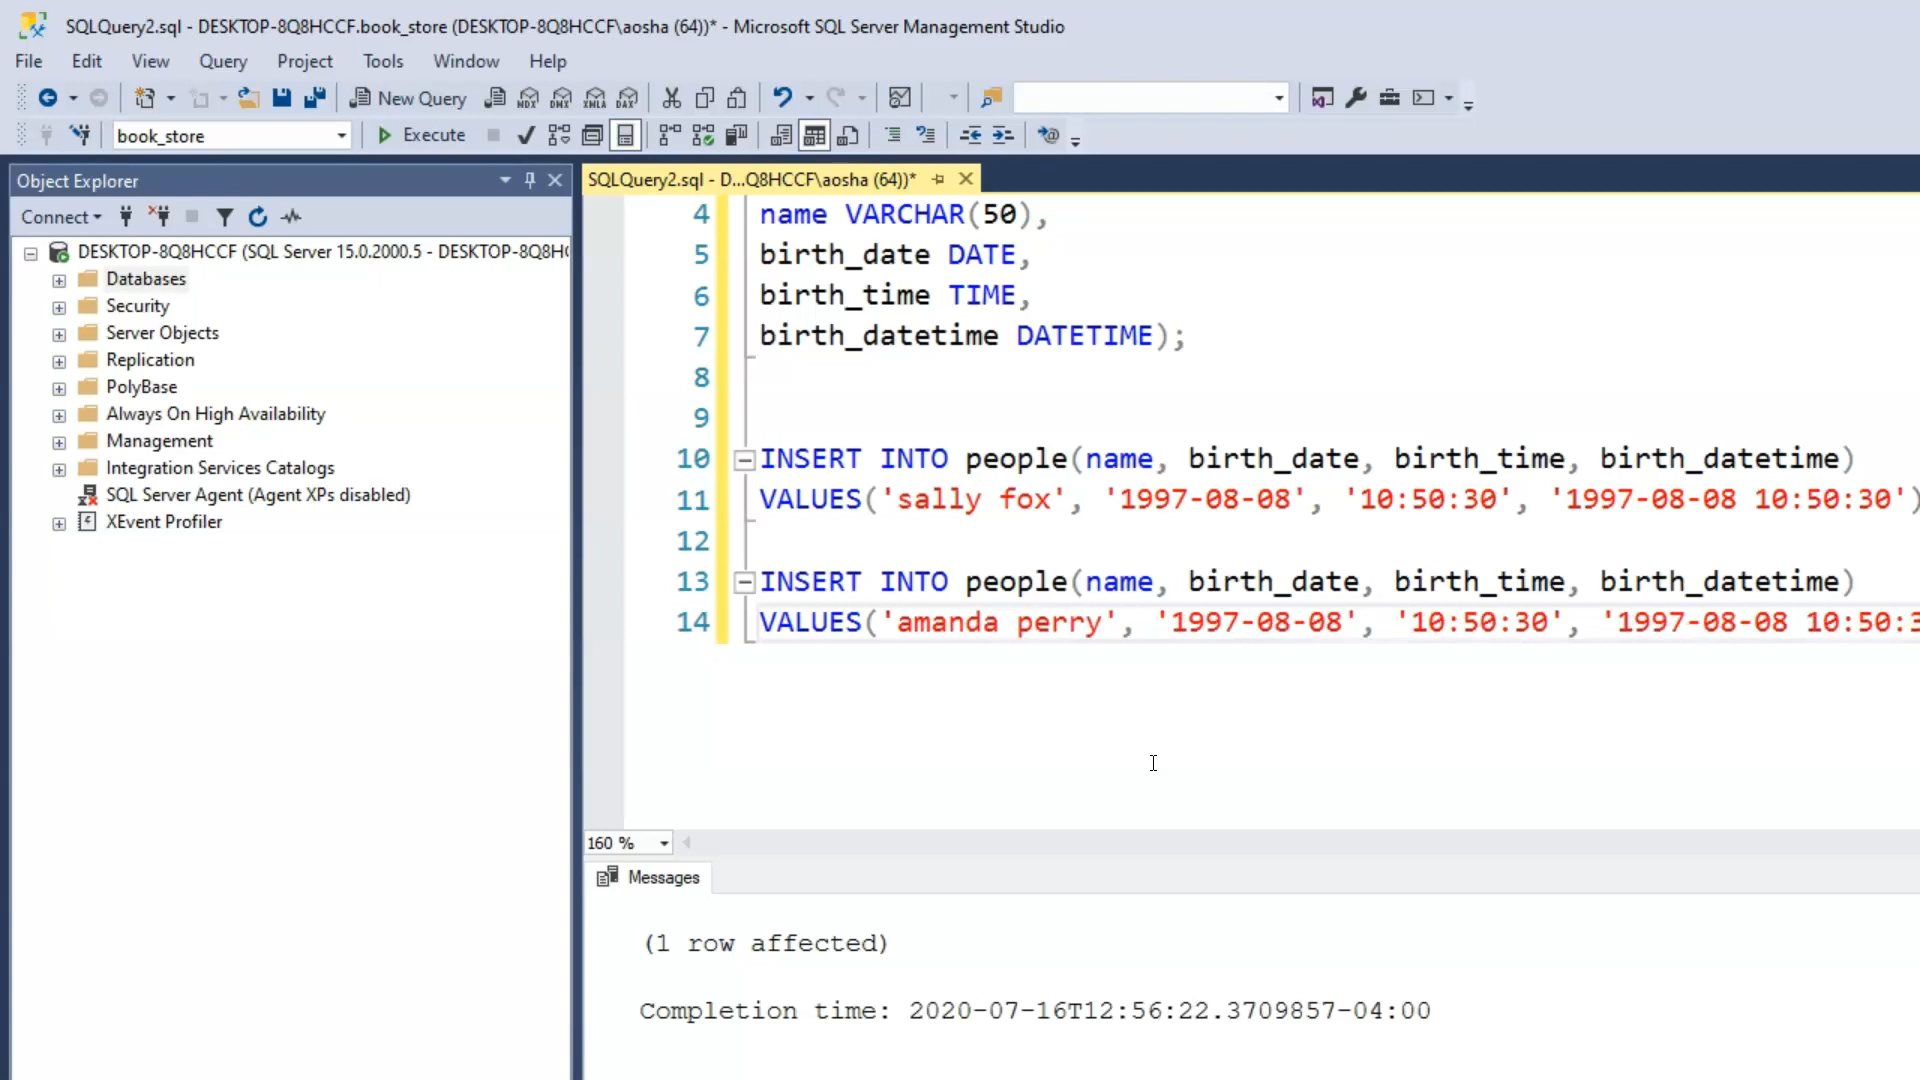 SQLQuery2.sql - DESKTOP-8Q8HCCF.book_store (DESKTOP-8Q8HCCF\aosha (64))* - Microsoft SQL Server Management Studio
File Edit View Query Project Tools Window Help
New Query MDX DMX XMLA DAX
book_store Execute
Object Explorer
Connect
DESKTOP-8Q8HCCF (SQL Server 15.0.2000.5 - DESKTOP-8Q8H
Databases
Security
Server Objects
Replication
PolyBase
Always On High Availability
Management
Integration Services Catalogs
SQL Server Agent (Agent XPs disabled)
XEvent Profiler
SQLQuery2.sql - D...Q8HCCF\aosha (64))*
4 name VARCHAR(50),
5 birth_date DATE,
6 birth_time TIME,
7 birth_datetime DATETIME);
8
9
10 INSERT INTO people(name, birth_date, birth_time, birth_datetime)
11 VALUES('sally fox', '1997-08-08', '10:50:30', '1997-08-08 10:50:30')
12
13 INSERT INTO people(name, birth_date, birth_time, birth_datetime)
14 VALUES('amanda perry', '1997-08-08', '10:50:30', '1997-08-08 10:50:3
160 %
Messages
(1 row affected)
Completion time: 2020-07-16T12:56:22.3709857-04:00